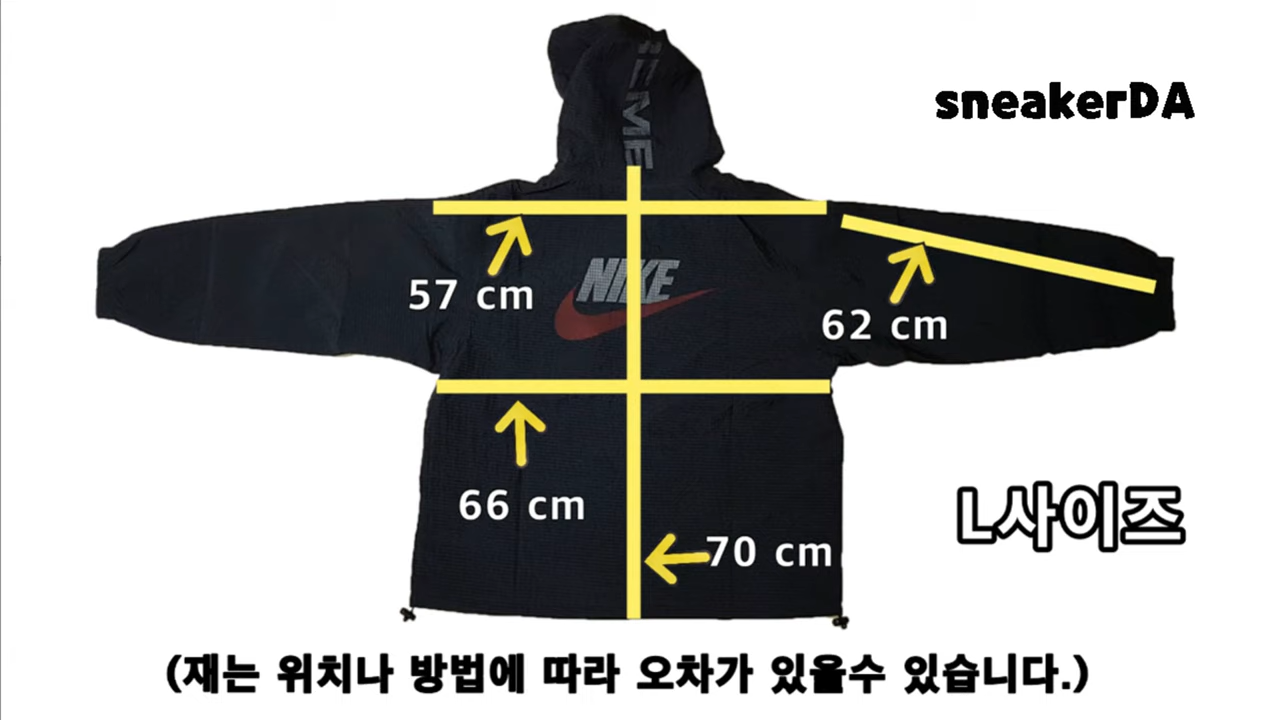 sneakerDA
NIKE
57 cm
62 cm
66 cm
70 cm
L사이즈
(재는 위치나 방법에 따라 오차가 있을수 있습니다.)